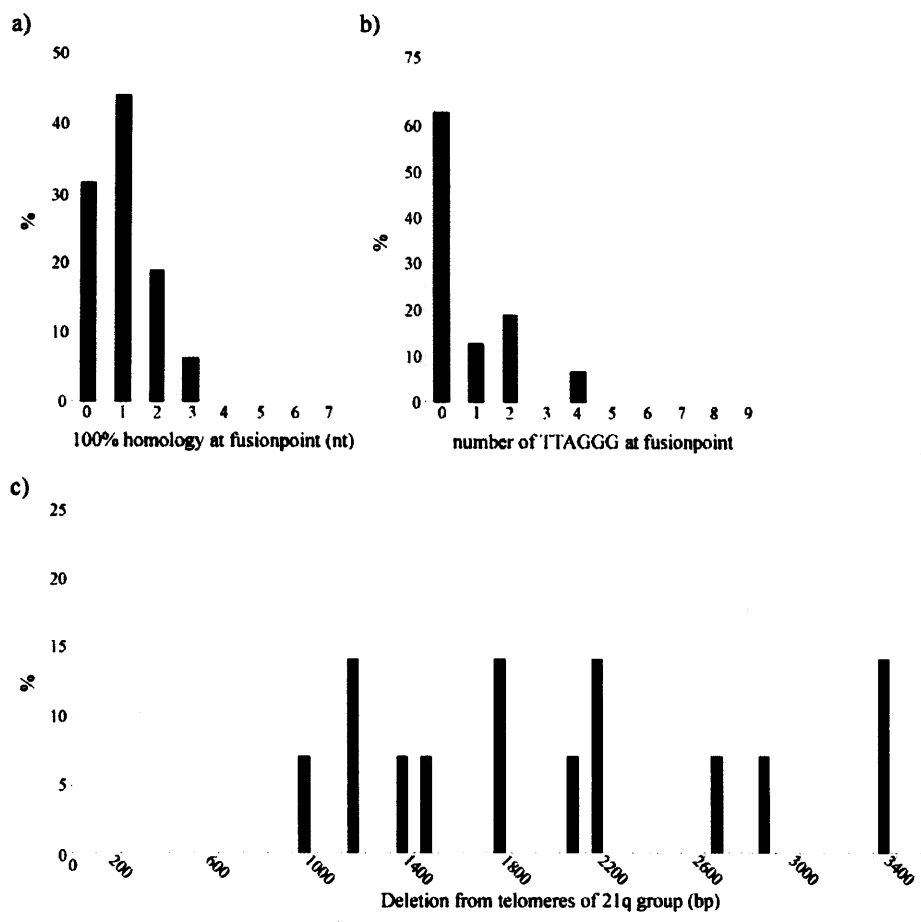 a)
50
40
30
20
10
0
%
0 1 2 3 4 5 6 7
100% homology at fusionpoint (nt)
b)
75
60
50
40
30
20
10
0
%
0 1 2 3 4 5 6 7 8 9
number of TTAGGG at fusionpoint
c)
25
20
15
10
5
0
%
0 200 600 1000 1400 1800 2200 2600 3000 3400
Deletion from telomeres of 21q group (bp)